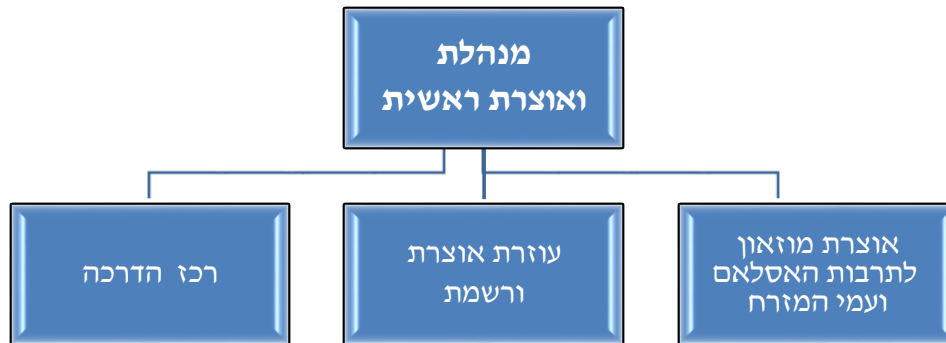 מנהלת
ואוצרת ראשית
אוצרת מוזאון
לתרבות האסלאם
ועמי המזרח
עוזרת אוצרת
ורשמת
רכז הדרכה